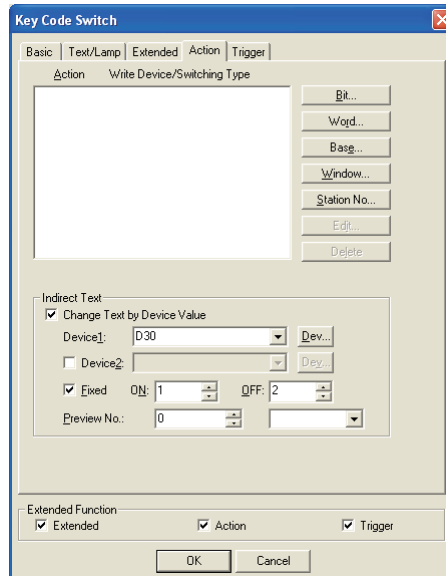 Key Code Switch
Basic Text/Lamp Extended Action Trigger
Action Write Device/Switching Type
Bit...
Word...
Base...
Window...
Station No...
Edit...
Delete
Indirect Text
Change Text by Device Value
Device1: D30 Dev...
Device2: Dev...
Fixed ON: 1 OFF: 2
Preview No.: 0
Extended Function
Extended Action Trigger
OK Cancel